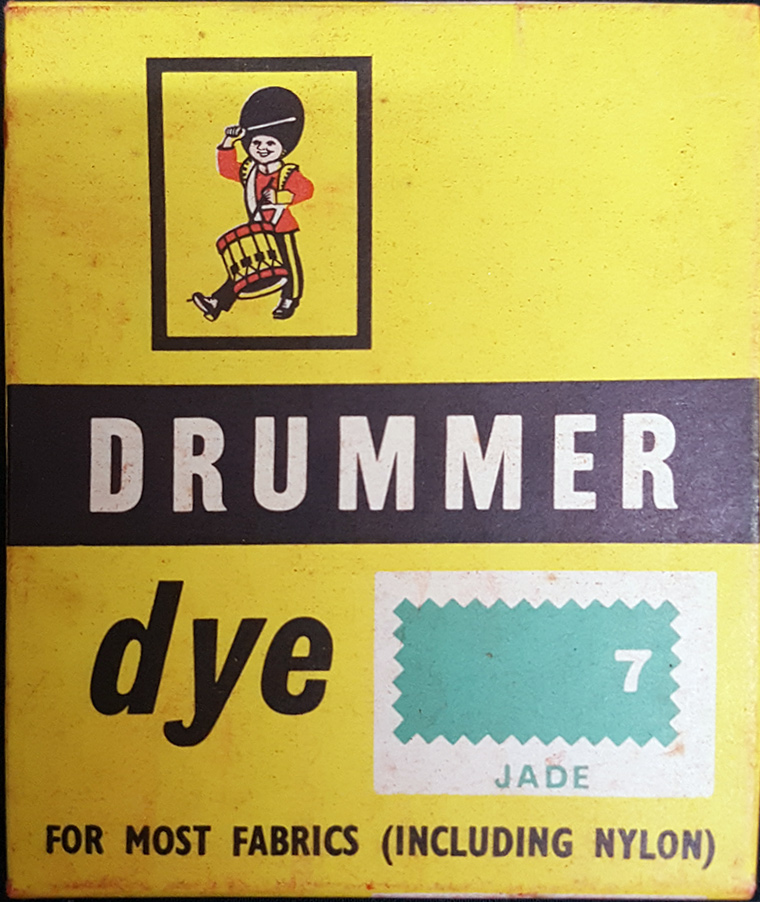 DRUMMER
dye
7
JADE
FOR MOST FABRICS (INCLUDING NYLON)